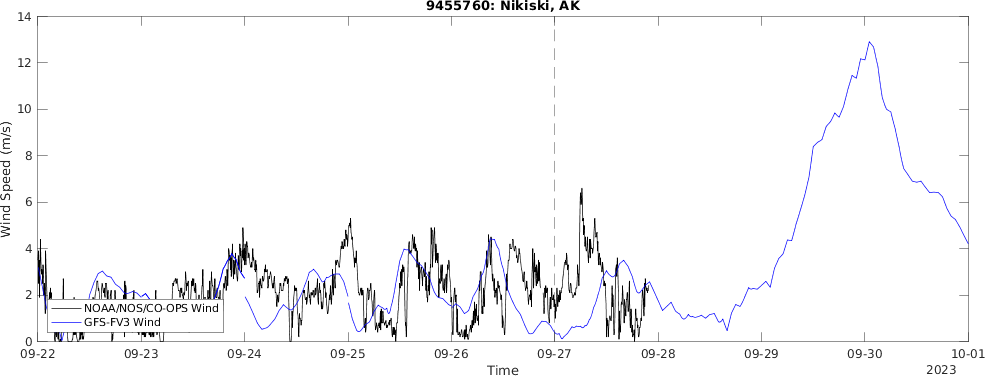 9455760: Nikiski, AK
Wind Speed (m/s)
14
12
10
8
6
4
2
0
NOAA/NOS/CO-OPS Wind
GFS-FV3 Wind
09-22 09-23 09-24 09-25 09-26 09-27 09-28 09-29 09-30 10-01
Time
2023